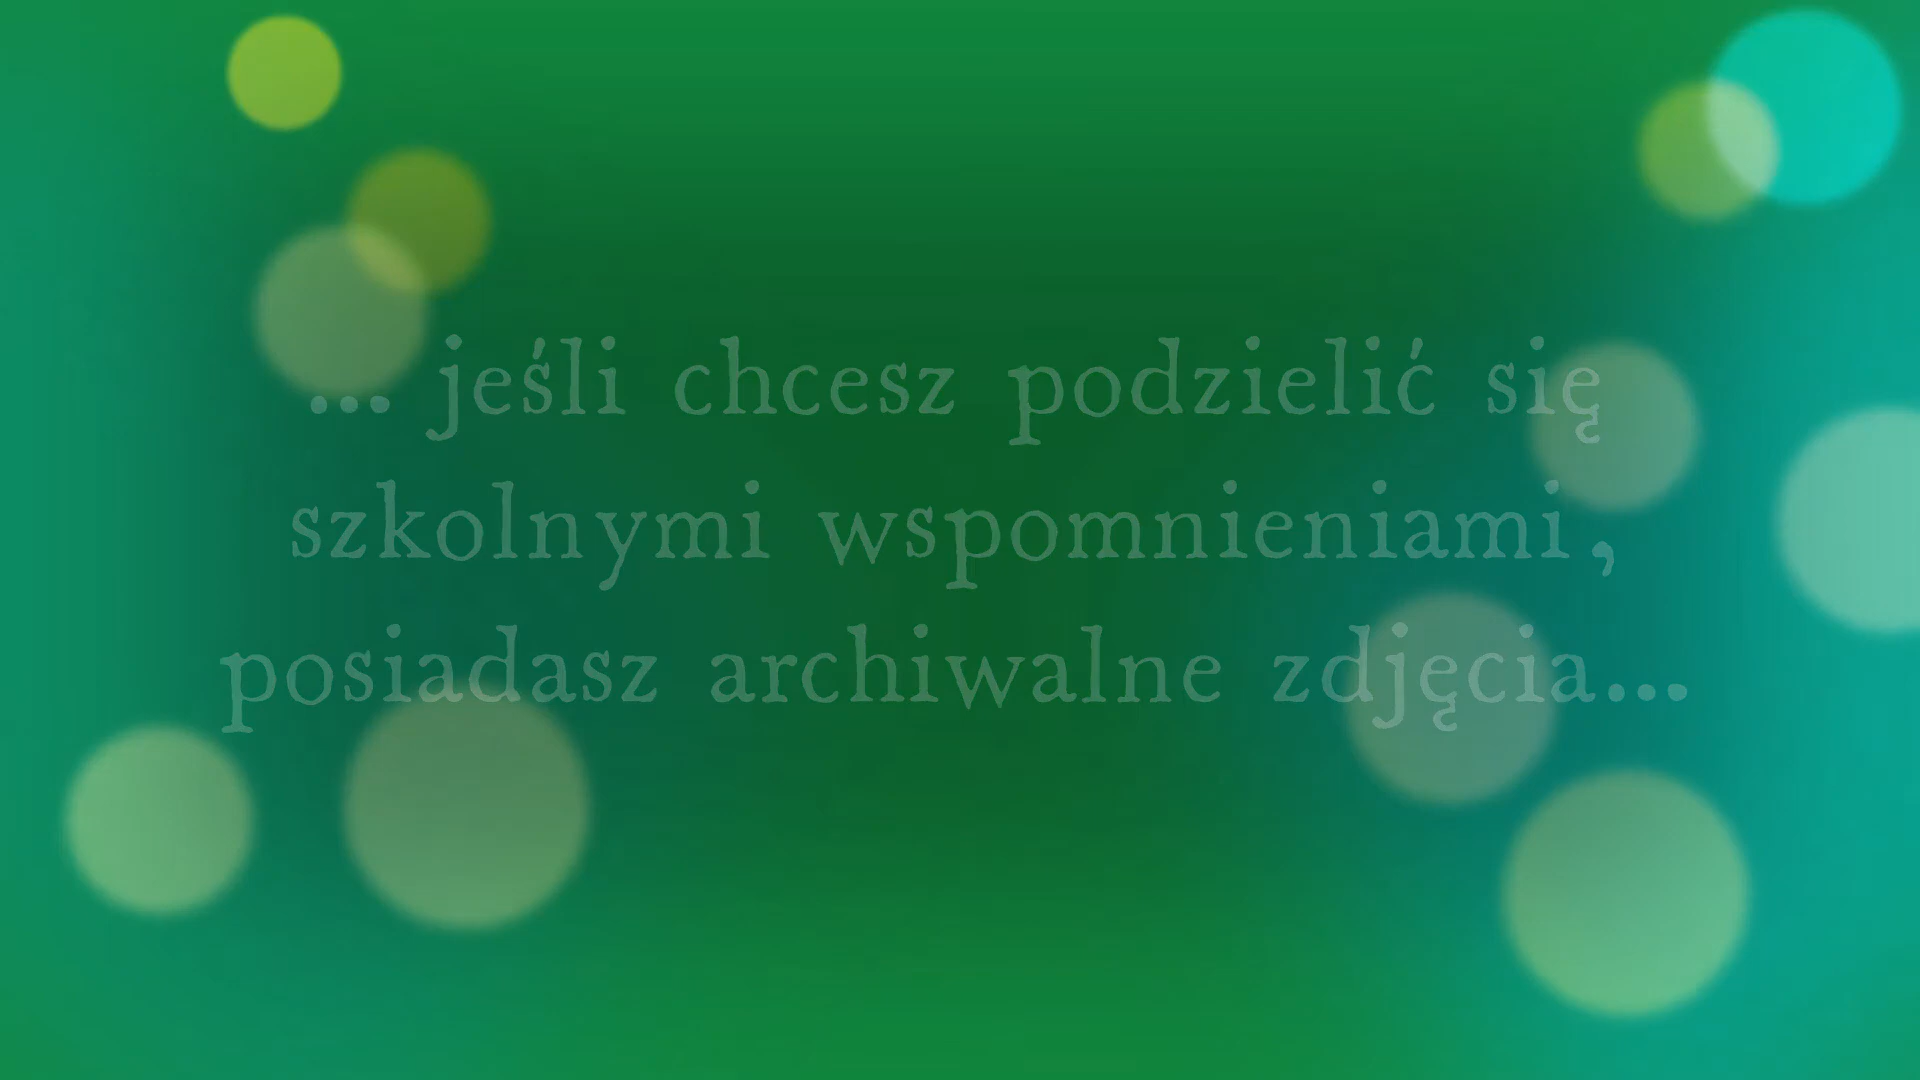 ... jeśli chcesz podzielić się
szkolnymi wspomnieniami,
posiadasz archiwalne zdjęcia...